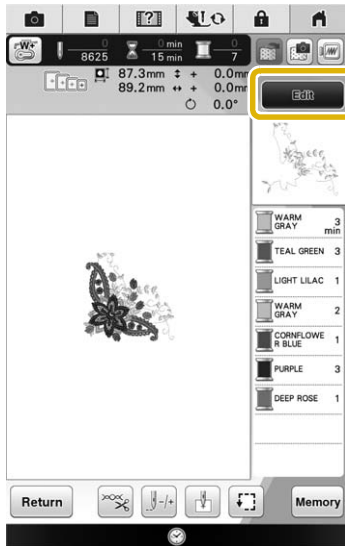 W+
0
8625
0 min
15 min
0
7
87.3mm ↕ + 0.0mm
89.2mm ↔ + 0.0mm
0.0°
Edit
WARM GRAY 3 min
TEAL GREEN 3
LIGHT LILAC 1
WARM GRAY 2
CORNFLOWE
R BLUE 1
PURPLE 3
DEEP ROSE 1
Return
-/+
Memory